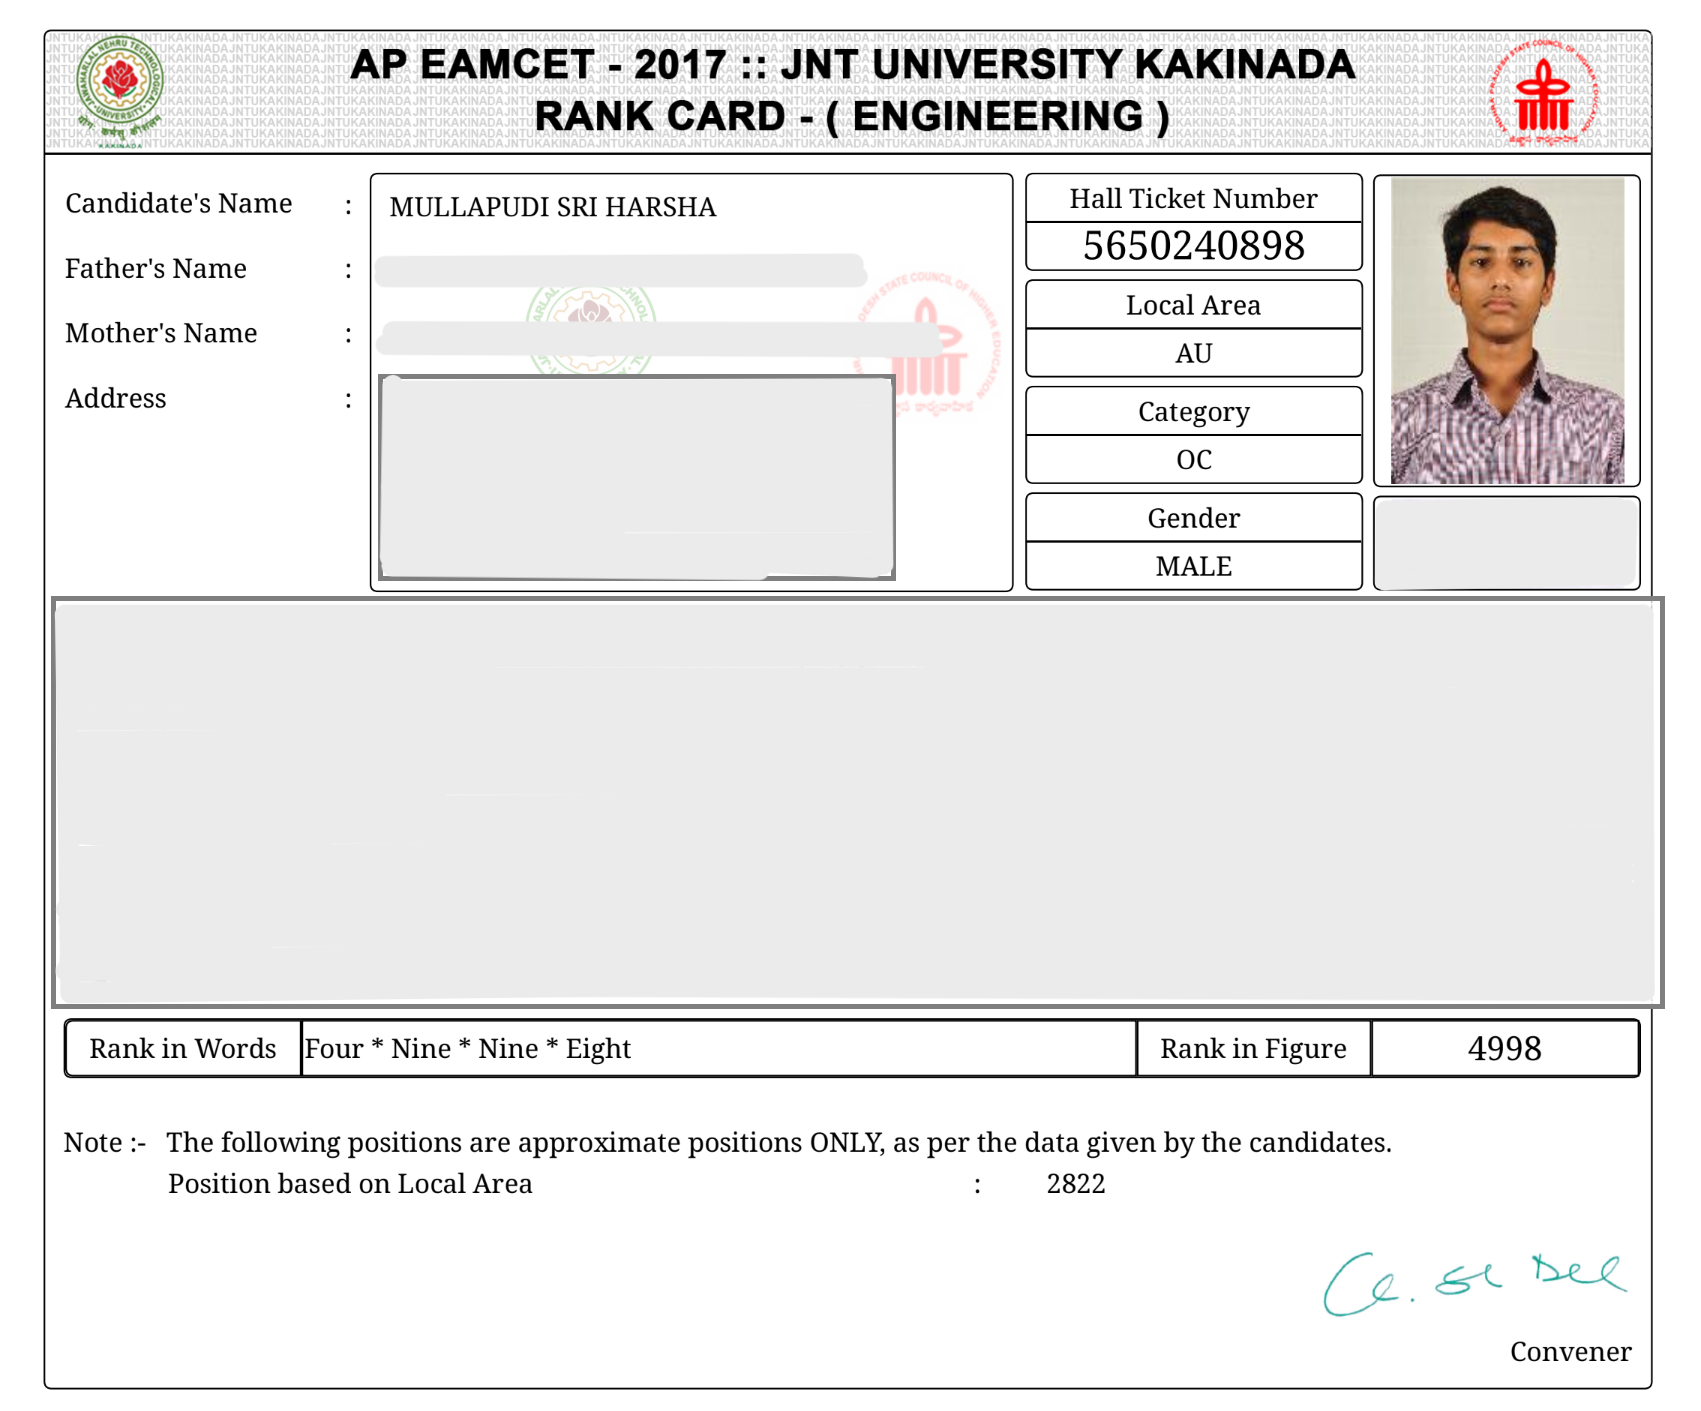 AP EAMCET - 2017 :: JNT UNIVERSITY KAKINADA
RANK CARD - ( ENGINEERING )
Candidate's Name : MULLAPUDI SRI HARSHA
Father's Name :
Mother's Name :
Address :
Hall Ticket Number
5650240898
Local Area
AU
Category
OC
Gender
MALE
Rank in Words Four * Nine * Nine * Eight Rank in Figure 4998
Note :- The following positions are approximate positions ONLY, as per the data given by the candidates.
Position based on Local Area : 2822
Convener